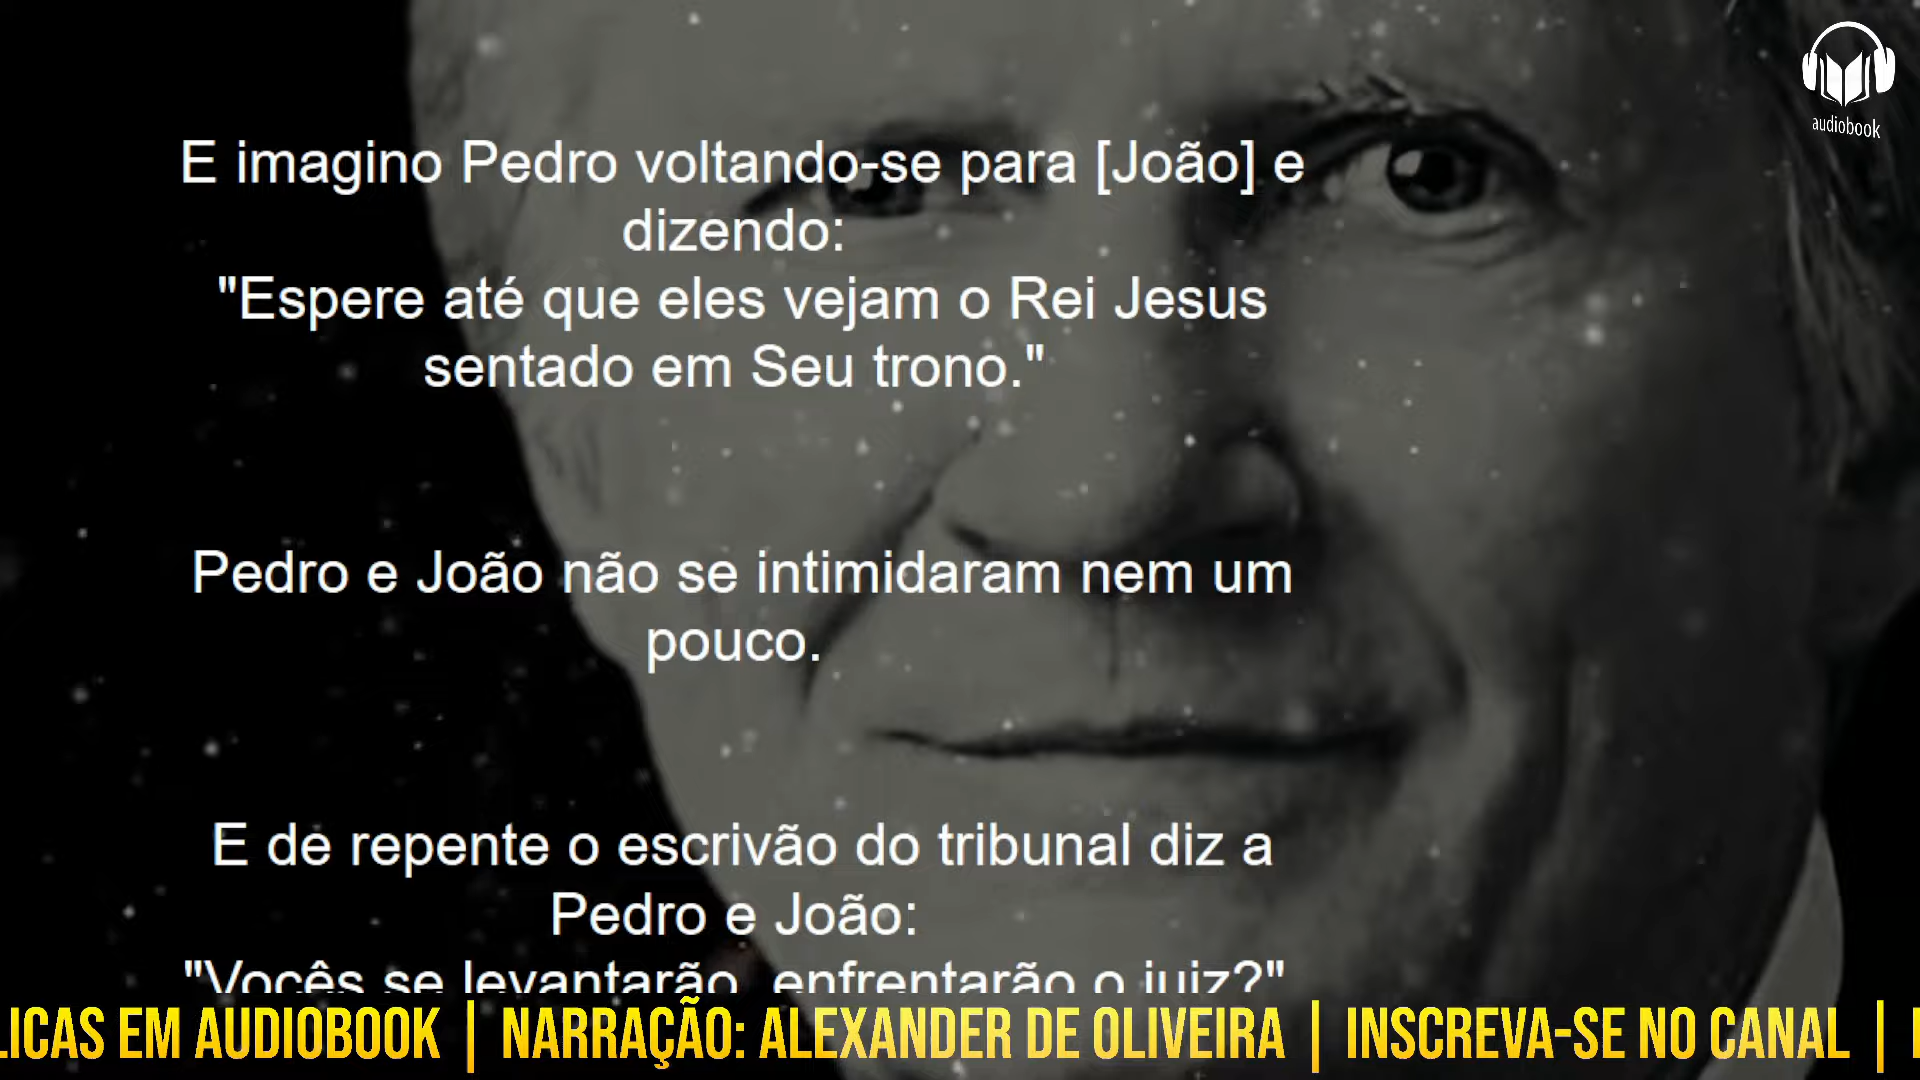 audiobook
E imagino Pedro voltando-se para [João] e
dizendo:
"Espere até que eles vejam o Rei Jesus
sentado em Seu trono."
Pedro e João não se intimidaram nem um
pouco.
E de repente o escrivão do tribunal diz a
Pedro e João:
"Vocês se levantarão, enfrentarão o juiz?"
LICAS EM AUDIOBOOK | NARRAÇÃO: ALEXANDER DE OLIVEIRA | INSCREVA-SE NO CANAL |